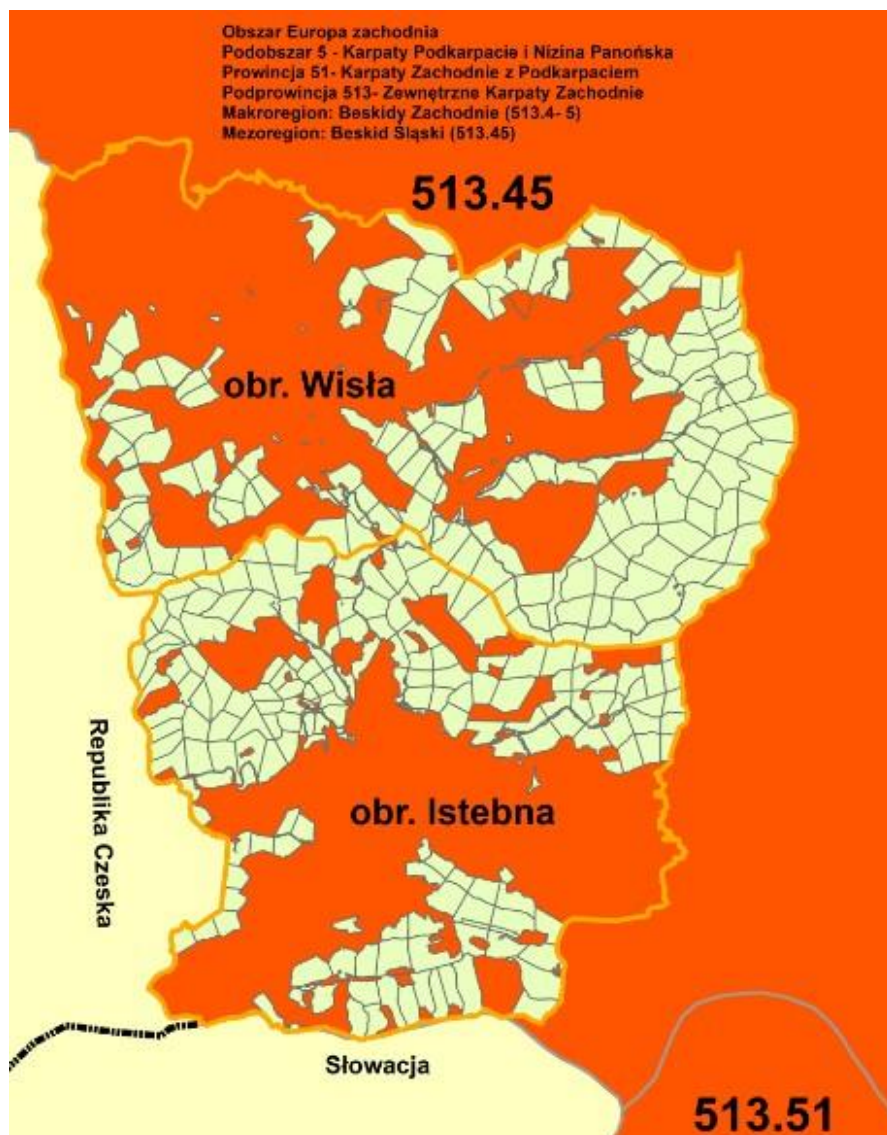 Obszar Europa zachodnia
Podobszar 5 - Karpaty Podkarpacie i Nizina Panońska
Prowincja 51- Karpaty Zachodnie z Podkarpaciem
Podprowincja 513- Zewnętrzne Karpaty Zachodnie
Makroregion: Beskidy Zachodnie (513.4- 5)
Mezoregion: Beskid Śląski (513.45)
513.45
obr. Wisła
Republika Czeska
obr. Istebna
Słowacja
513.51